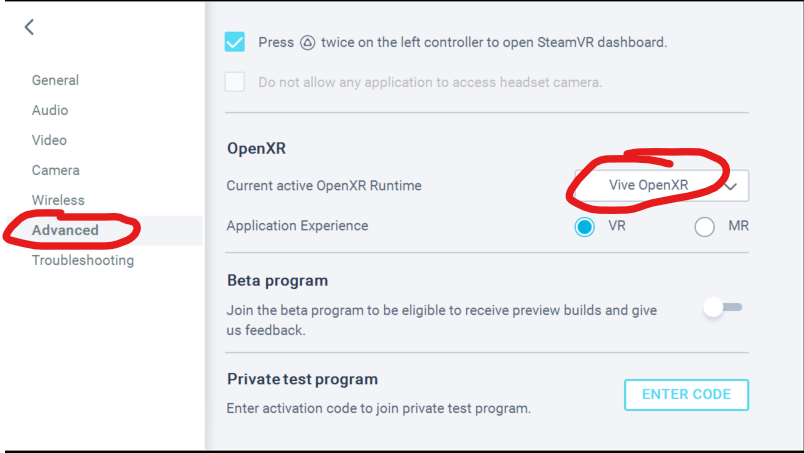 Press twice on the left controller to open SteamVR dashboard.
Do not allow any application to access headset camera.
General
Audio
Video
Camera
Wireless
Advanced
Troubleshooting
OpenXR
Current active OpenXR Runtime
Vive OpenXR
Application Experience
VR
MR
Beta program
Join the beta program to be eligible to receive preview builds and give
us feedback.
Private test program
Enter activation code to join private test program.
ENTER CODE